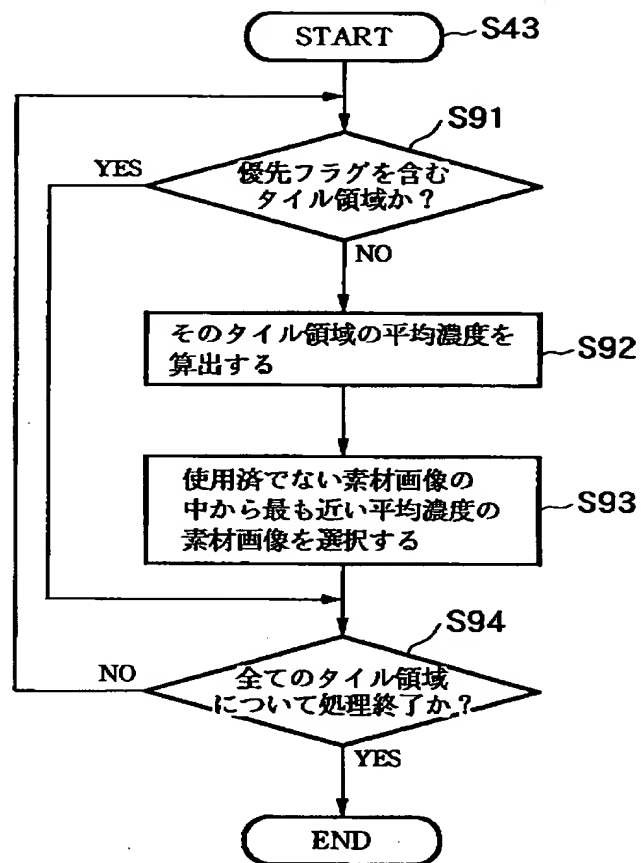 START
S43
S91
YES
優先フラグを含む
タイル領域か?
NO
そのタイル領域の平均濃度を
算出する
S92
使用済でない素材画像の
中から最も近い平均濃度の
素材画像を選択する
S93
S94
NO
全てのタイル領域
について処理終了か?
YES
END